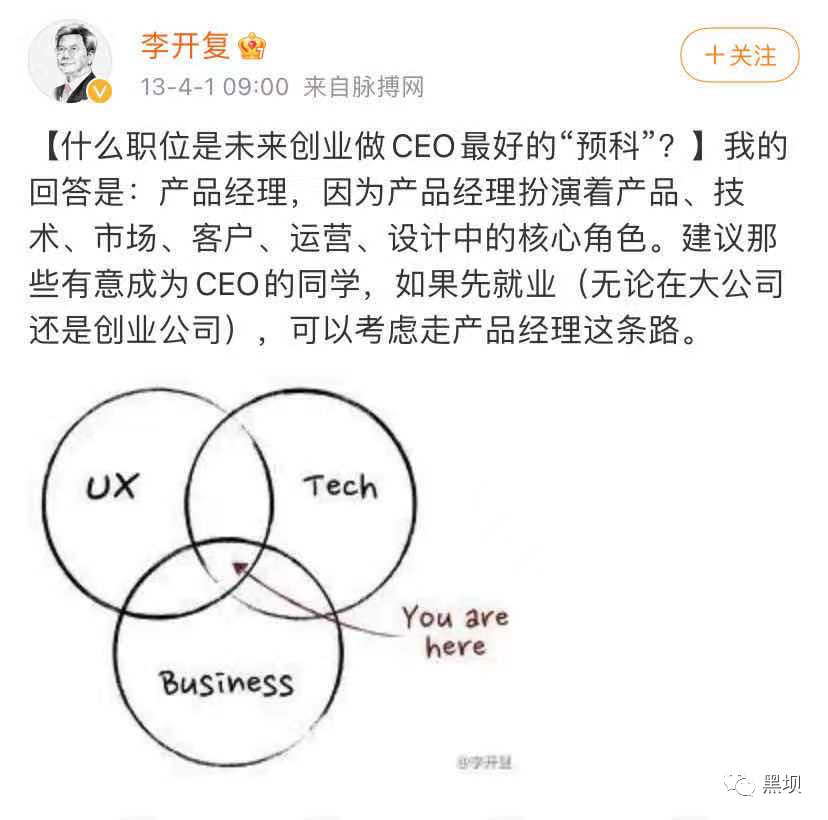 李开复
+关注
13-4-1 09:00 来自脉搏网
【什么职位是未来创业做CEO最好的“预科”？】我的
回答是：产品经理，因为产品经理扮演着产品、技
术、市场、客户、运营、设计中的核心角色。建议那
些有意成为CEO的同学，如果先就业（无论在大公司
还是创业公司），可以考虑走产品经理这条路。
UX
Tech
You are
here
Business
@李开复
黑坝